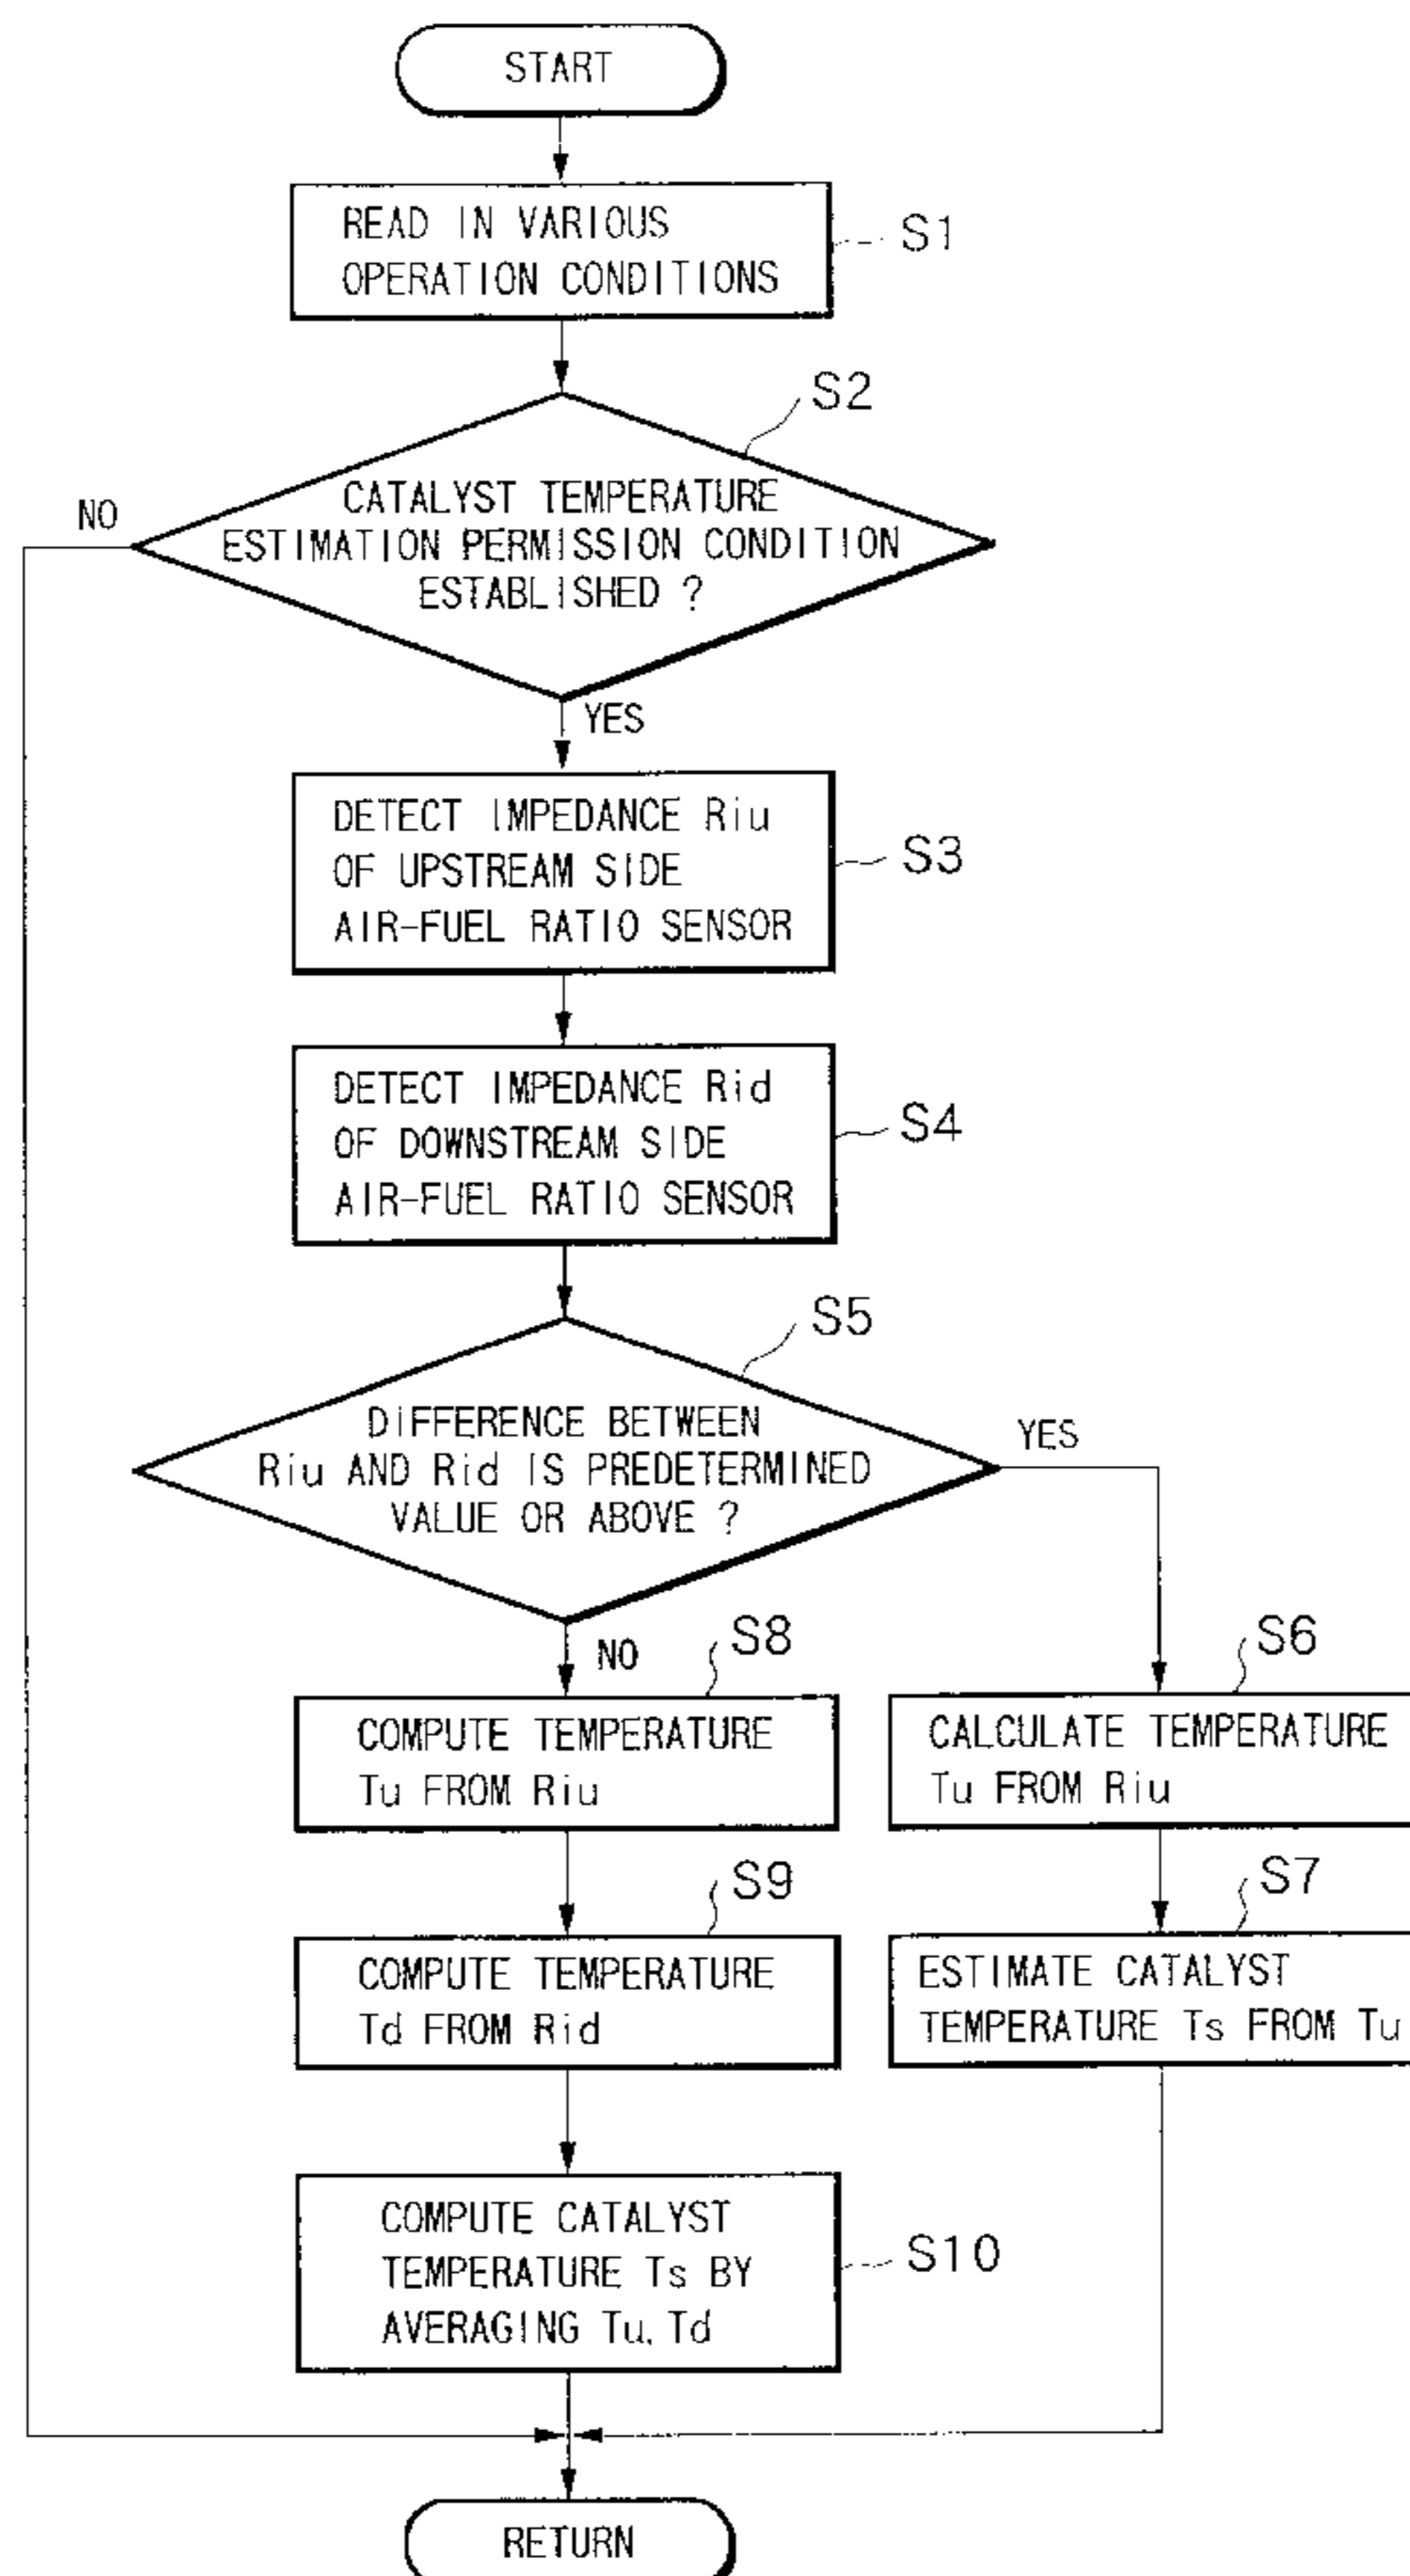 START
READ IN VARIOUS
OPERATION CONDITIONS
S1
S2
CATALYST TEMPERATURE
ESTIMATION PERMISSION CONDITION
ESTABLISHED ?
NO
YES
DETECT IMPEDANCE Riu
OF UPSTREAM SIDE
AIR-FUEL RATIO SENSOR
S3
DETECT IMPEDANCE Rid
OF DOWNSTREAM SIDE
AIR-FUEL RATIO SENSOR
S4
S5
DIFFERENCE BETWEEN
Riu AND Rid IS PREDETERMINED
VALUE OR ABOVE ?
YES
NO
S8
COMPUTE TEMPERATURE
Tu FROM Riu
S6
CALCULATE TEMPERATURE
Tu FROM Riu
S9
COMPUTE TEMPERATURE
Td FROM Rid
S7
ESTIMATE CATALYST
TEMPERATURE Ts FROM Tu
COMPUTE CATALYST
TEMPERATURE Ts BY
AVERAGING Tu, Td
S10
RETURN